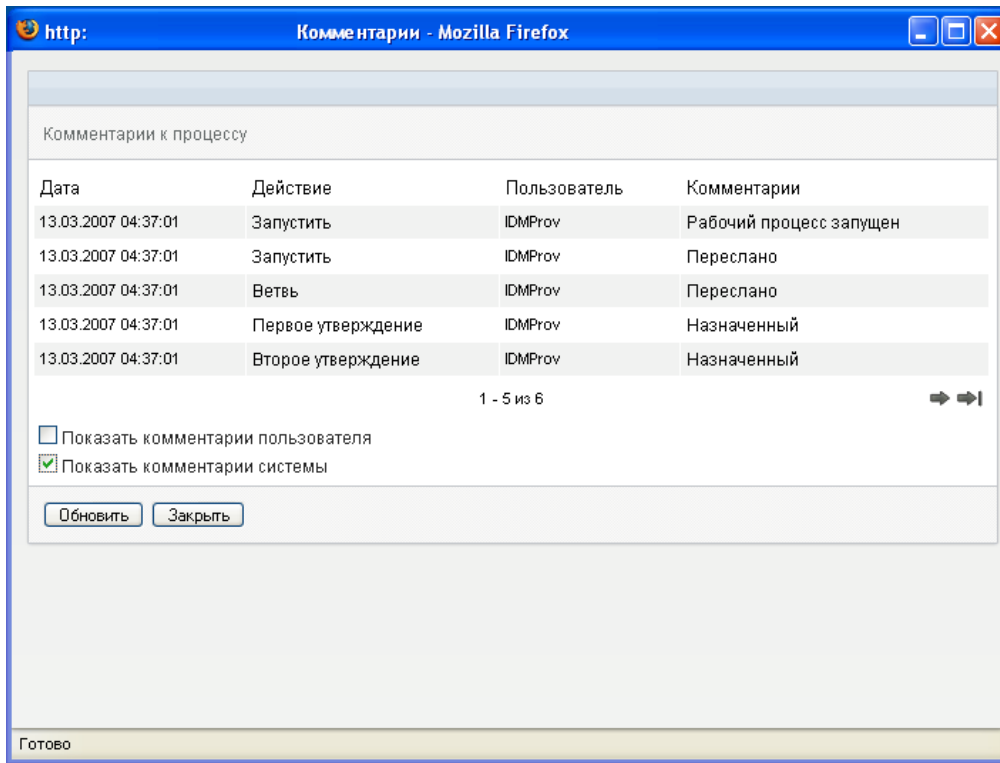 http: Комментарии - Mozilla Firefox
Комментарии к процессу
Дата Действие Пользователь Комментарии
13.03.2007 04:37:01 Запустить IDMProv Рабочий процесс запущен
13.03.2007 04:37:01 Запустить IDMProv Переслано
13.03.2007 04:37:01 Ветвь IDMProv Переслано
13.03.2007 04:37:01 Первое утверждение IDMProv Назначенный
13.03.2007 04:37:01 Второе утверждение IDMProv Назначенный
1 - 5 из 6
Показать комментарии пользователя
Показать комментарии системы
Обновить Закрыть
Готово